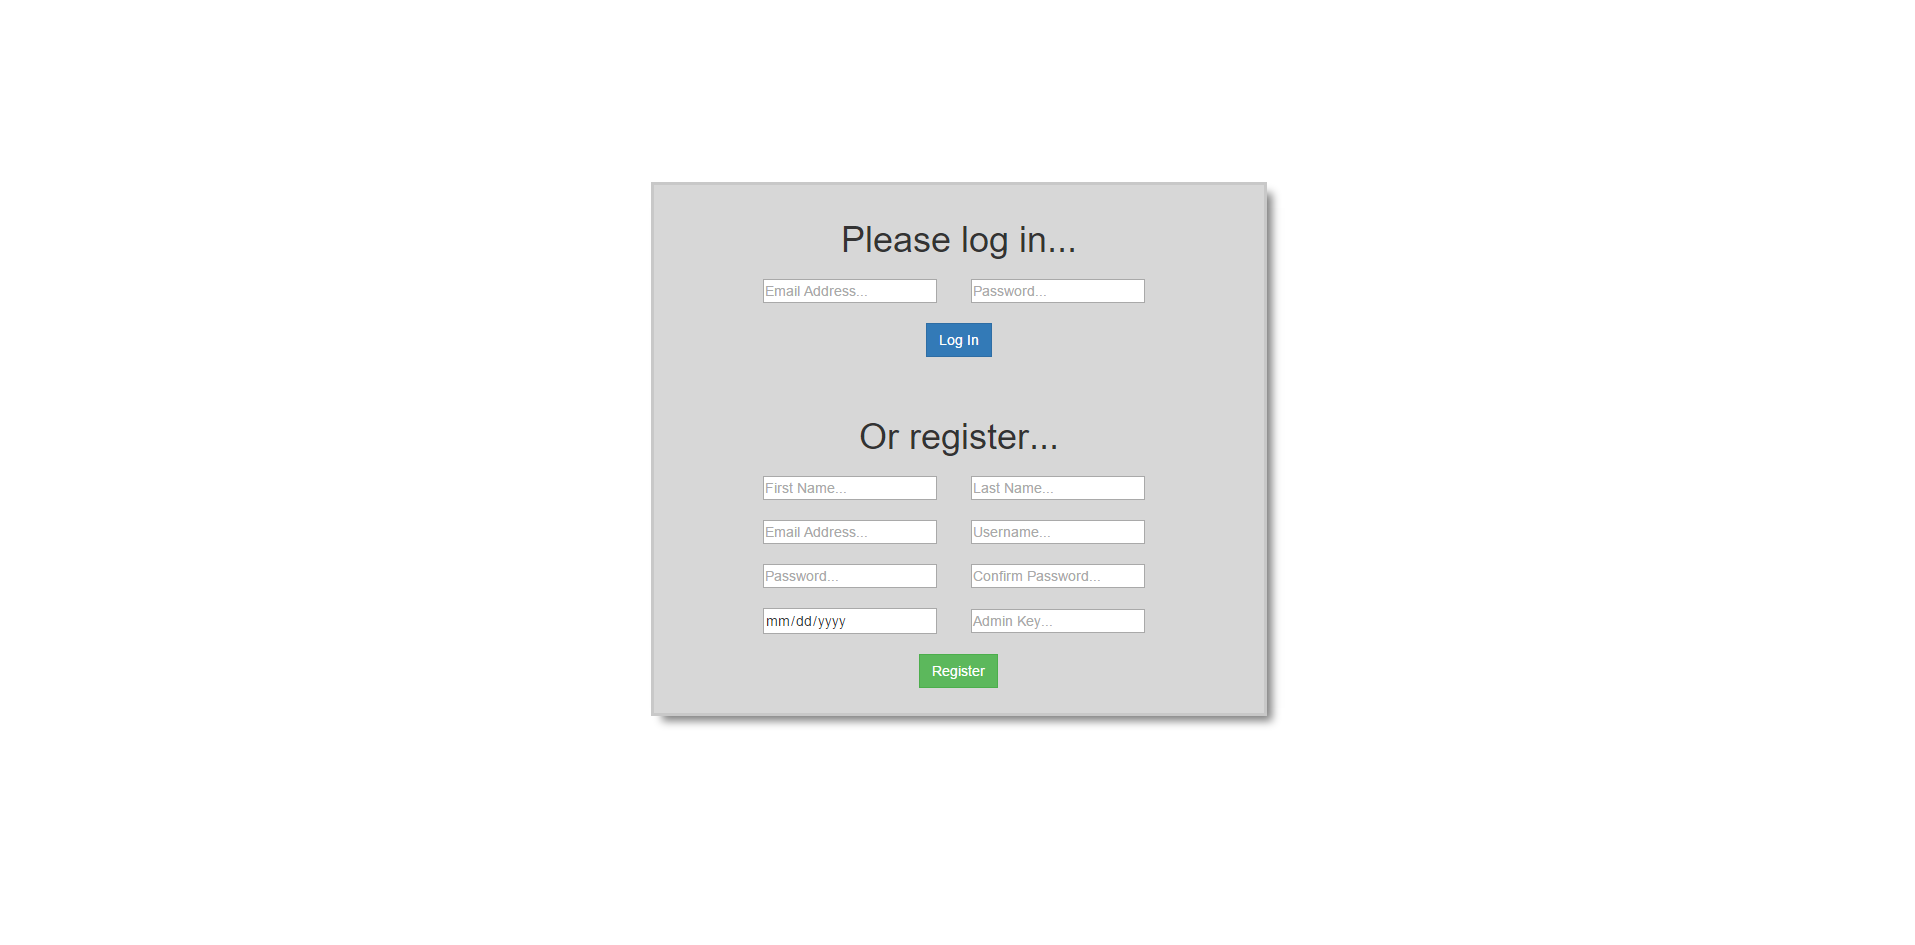 Please log in...
Email Address... Password...
Log In
Or register...
First Name... Last Name...
Email Address... Username...
Password... Confirm Password...
mm/dd/yyyy Admin Key...
Register